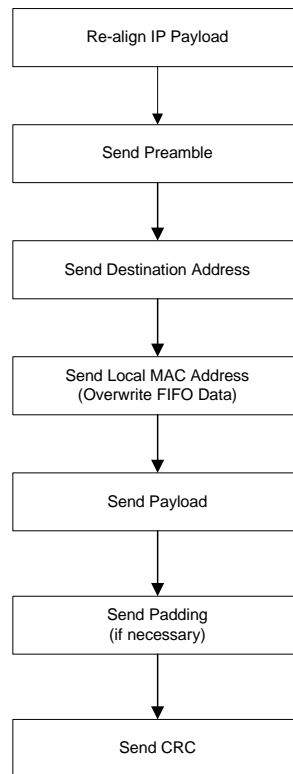 Re-align IP Payload
Send Preamble
Send Destination Address
Send Local MAC Address
(Overwrite FIFO Data)
Send Payload
Send Padding
(if necessary)
Send CRC